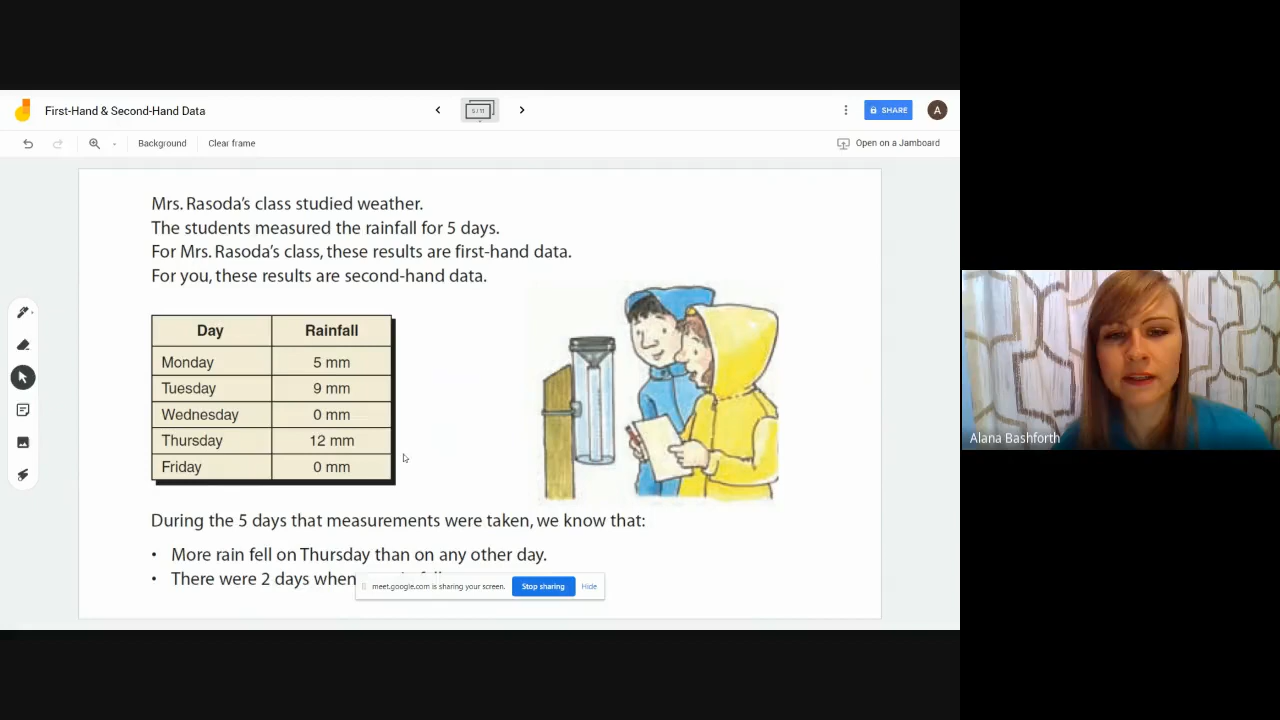 First-Hand & Second-Hand Data
5 / 11
SHARE
A
Background
Clear frame
Open on a Jamboard
Mrs. Rasoda's class studied weather.
The students measured the rainfall for 5 days.
For Mrs. Rasoda's class, these results are first-hand data.
For you, these results are second-hand data.
Day Rainfall
Monday 5 mm
Tuesday 9 mm
Wednesday 0 mm
Thursday 12 mm
Friday 0 mm
During the 5 days that measurements were taken, we know that:
• More rain fell on Thursday than on any other day.
• There were 2 days when
meet.google.com is sharing your screen. Stop sharing Hide
Alana Bashforth